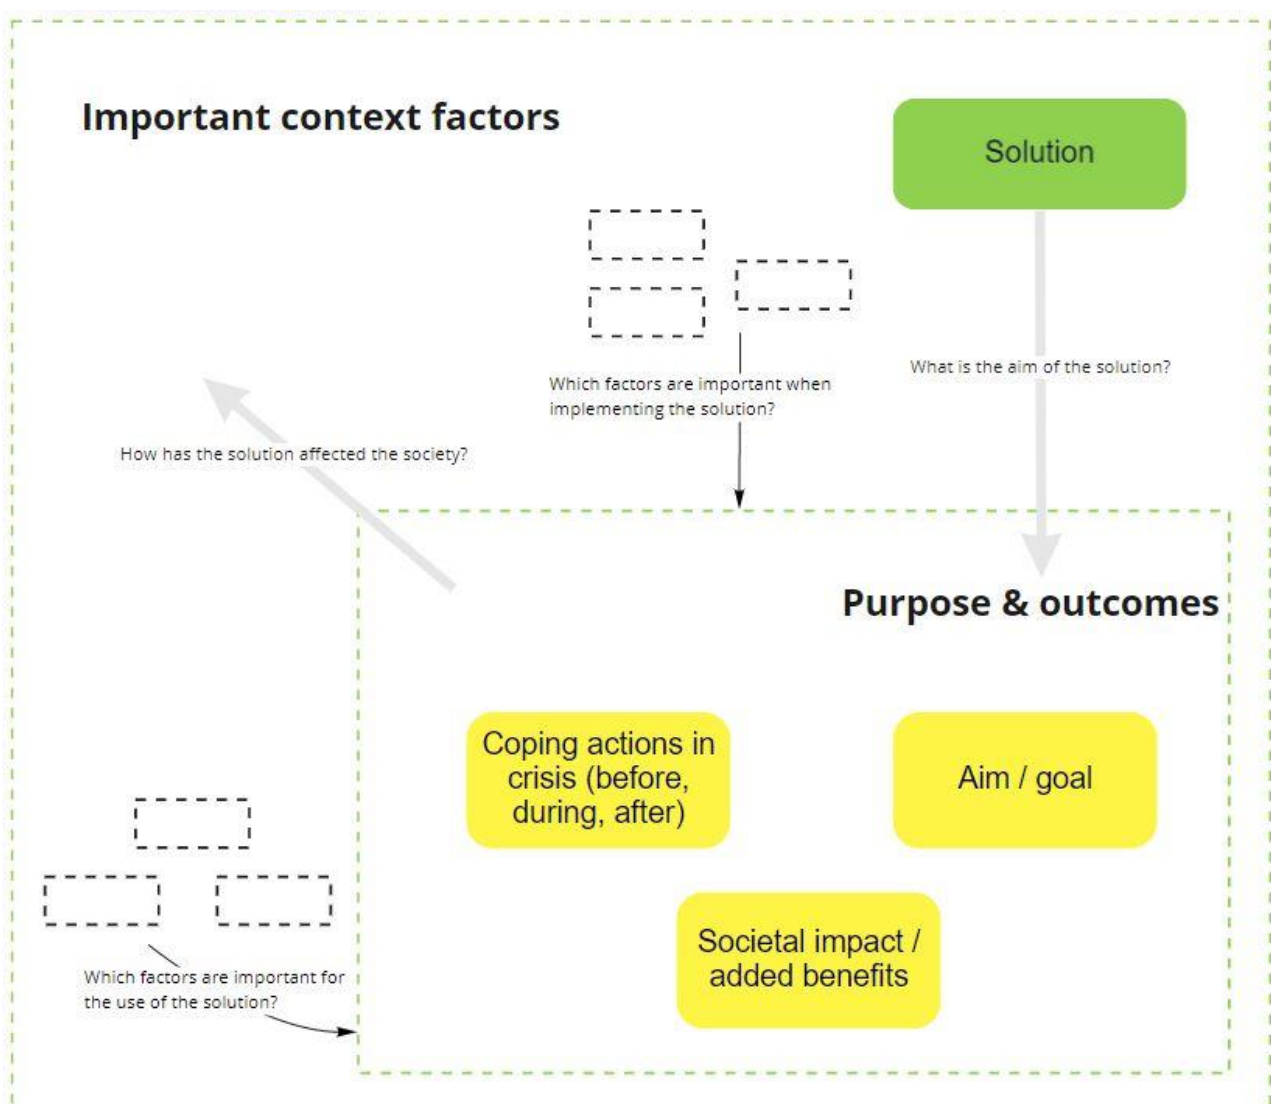 Important context factors
Solution
What is the aim of the solution?
Which factors are important when
implementing the solution?
How has the solution affected the society?
Purpose & outcomes
Coping actions in
crisis (before,
during, after)
Aim / goal
Societal impact /
added benefits
Which factors are important for
the use of the solution?